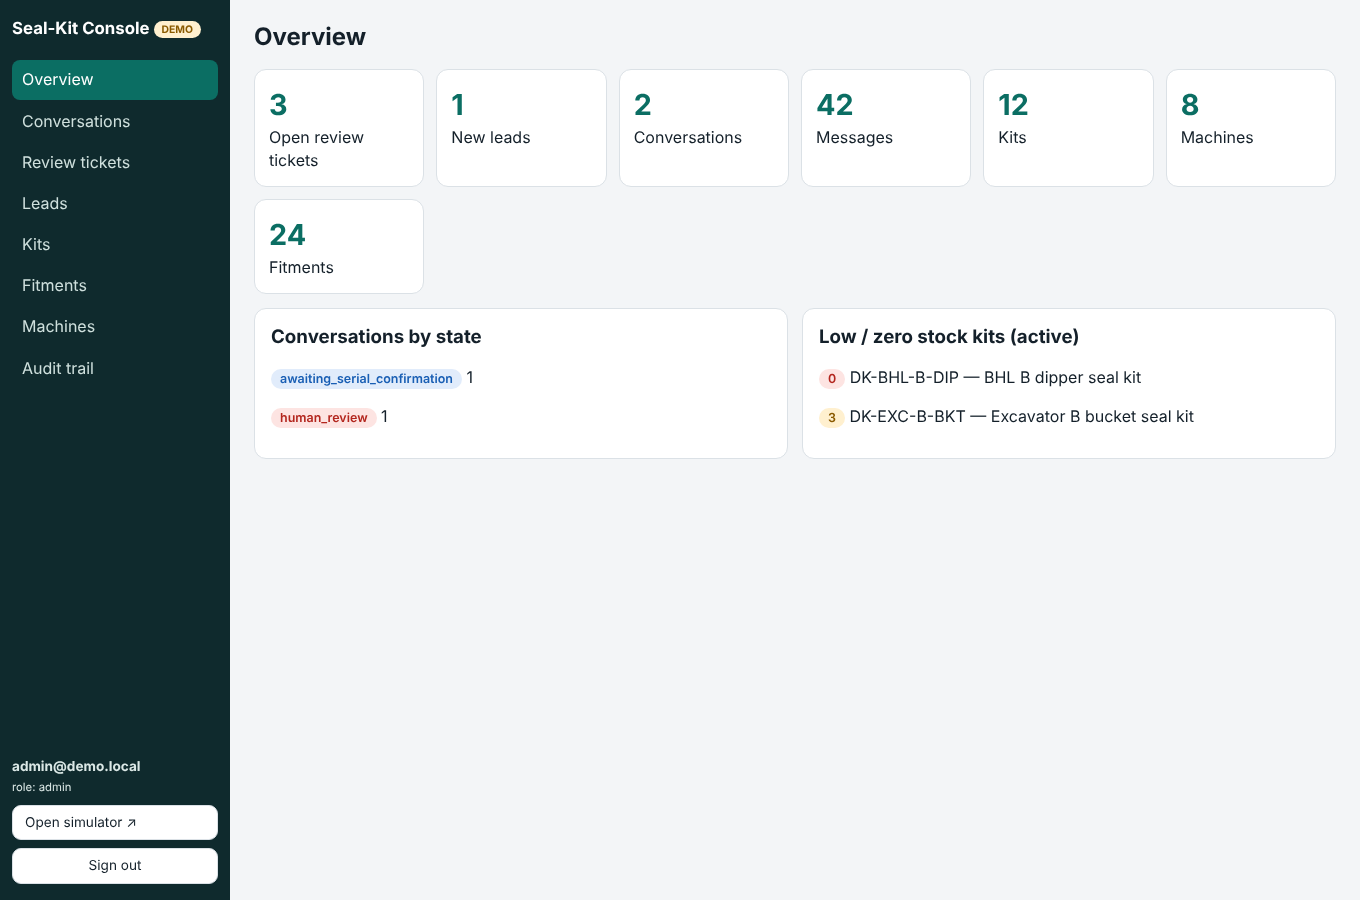 Seal-Kit Console DEMO
Overview
Conversations
Review tickets
Leads
Kits
Fitments
Machines
Audit trail
admin@demo.local
role: admin
Open simulator ↗
Sign out
Overview
3
Open review
tickets
1
New leads
2
Conversations
42
Messages
12
Kits
8
Machines
24
Fitments
Conversations by state
awaiting_serial_confirmation 1
human_review 1
Low / zero stock kits (active)
0 DK-BHL-B-DIP — BHL B dipper seal kit
3 DK-EXC-B-BKT — Excavator B bucket seal kit